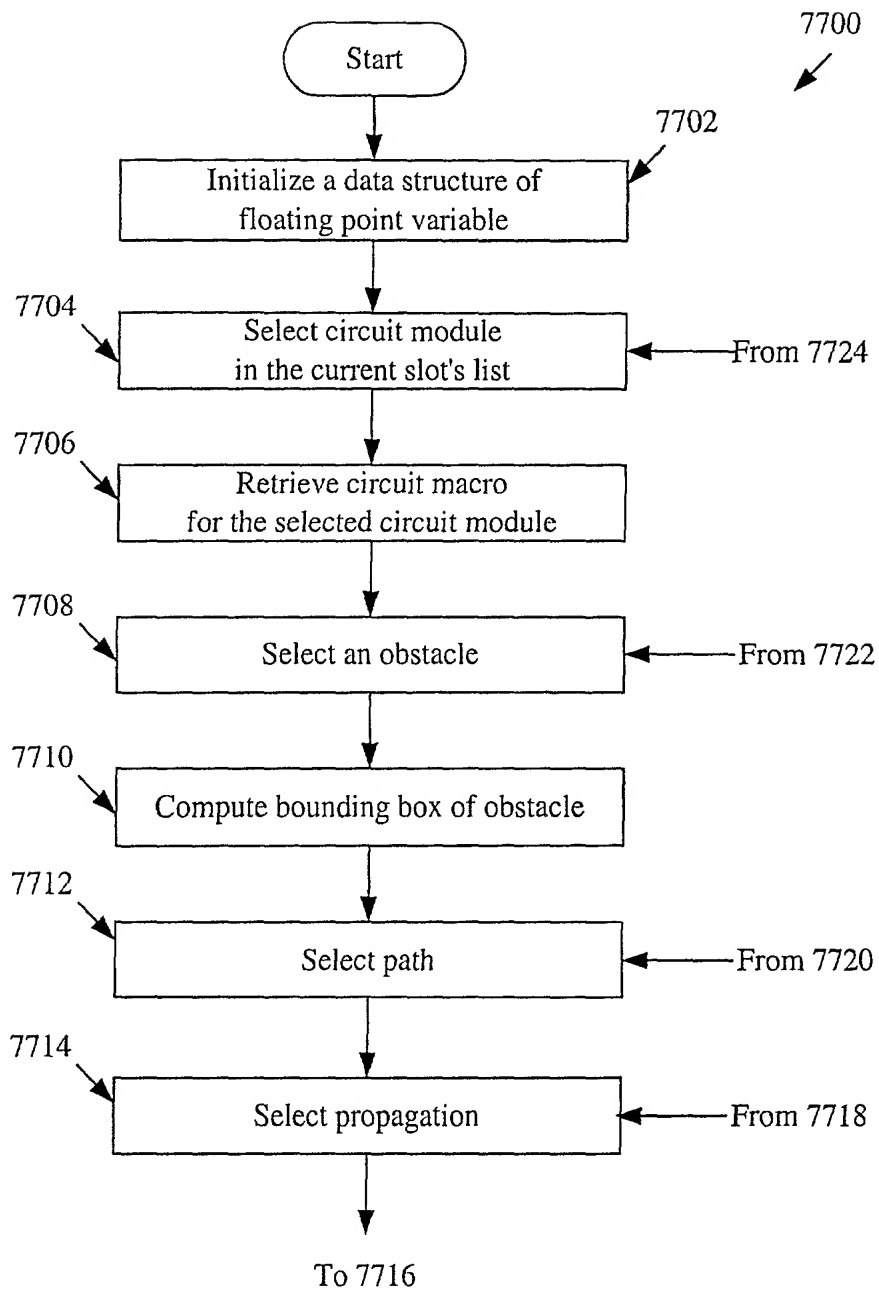 7700
Start
7702
Initialize a data structure of
floating point variable
7704
Select circuit module
in the current slot's list
From 7724
7706
Retrieve circuit macro
for the selected circuit module
7708
Select an obstacle
From 7722
7710
Compute bounding box of obstacle
7712
Select path
From 7720
7714
Select propagation
From 7718
To 7716